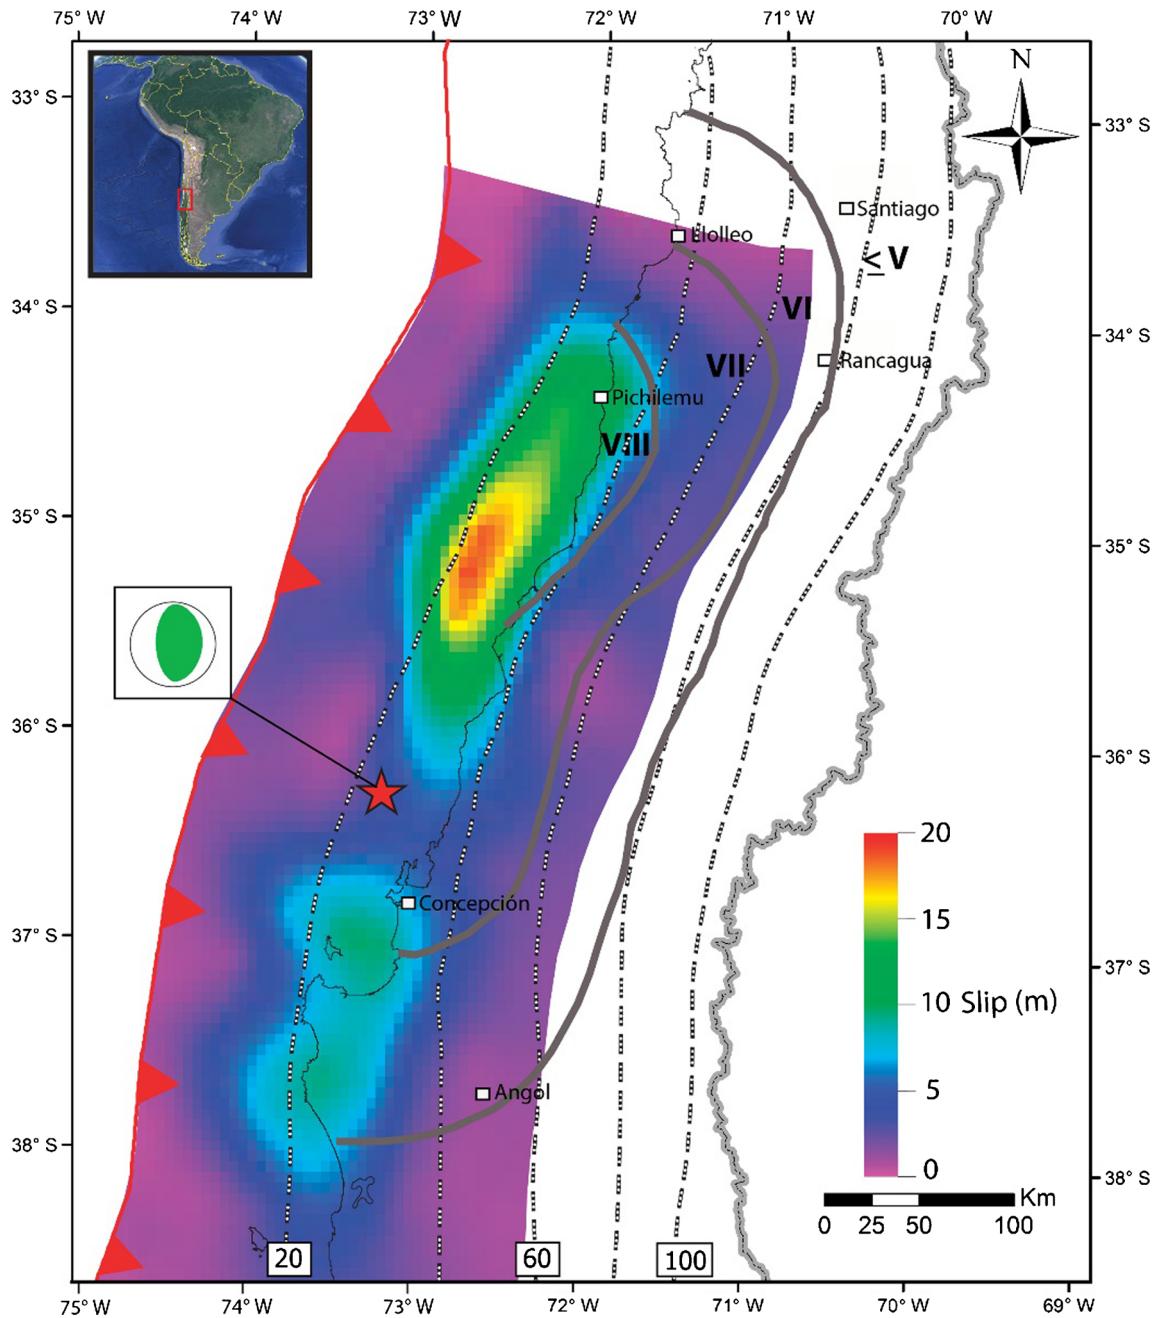 75° W 74° W 73° W 72° W 71° W 70° W
N
33° S
33° S
Santiago
Llolleo
≤ V
34° S
VI
34° S
VII
Rancagua
Pichilemu
VIII
35° S
35° S
36° S
36° S
20
Concepción
15
37° S
37° S
10 Slip (m)
5
Angol
38° S
0
38° S
Km
0 25 50 100
20 60 100
75° W 74° W 73° W 72° W 71° W 70° W 69° W